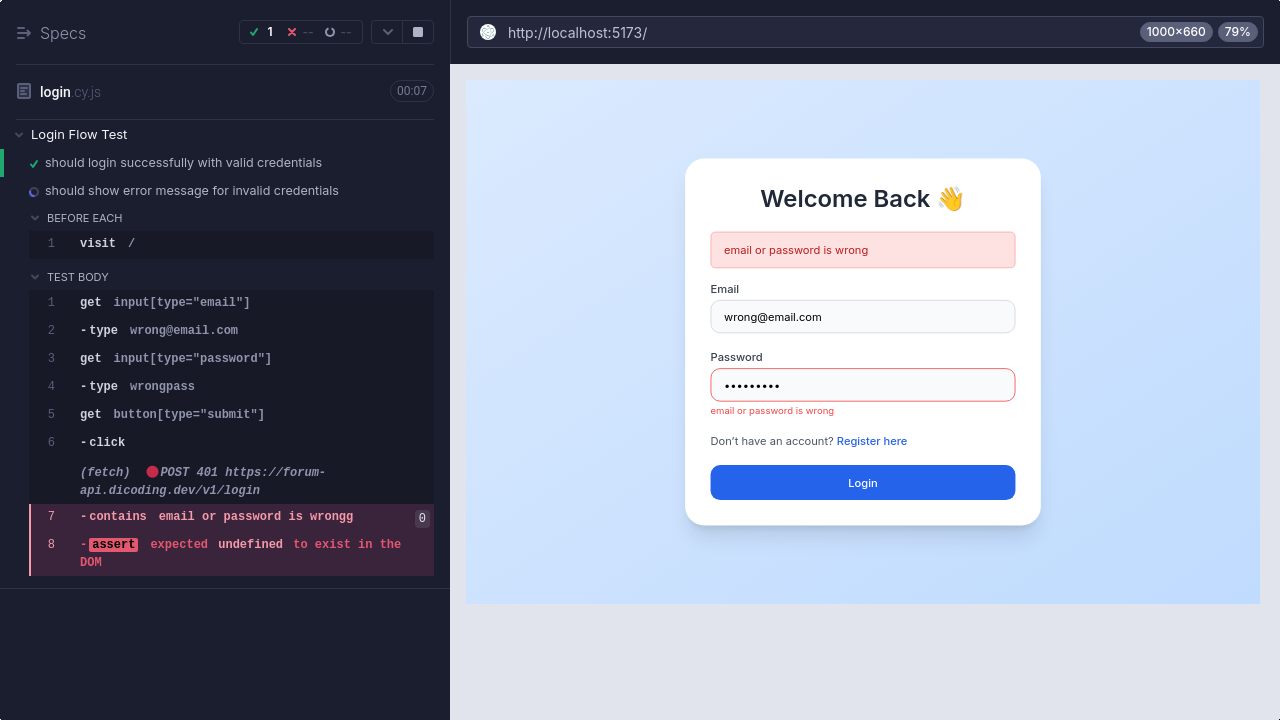 Specs
1 -- --
http://localhost:5173/
1000×660 79%
login.cy.js 00:07
Login Flow Test
should login successfully with valid credentials
should show error message for invalid credentials
BEFORE EACH
1 visit /
TEST BODY
1 get input[type="email"]
2 -type wrong@email.com
3 get input[type="password"]
4 -type wrongpass
5 get button[type="submit"]
6 -click
(fetch) POST 401 https://forum-
api.dicoding.dev/v1/login
7 -contains email or password is wrongg 0
8 -assert expected undefined to exist in the
DOM
Welcome Back 👋
email or password is wrong
Email
wrong@email.com
Password
•••••••••
email or password is wrong
Don't have an account? Register here
Login